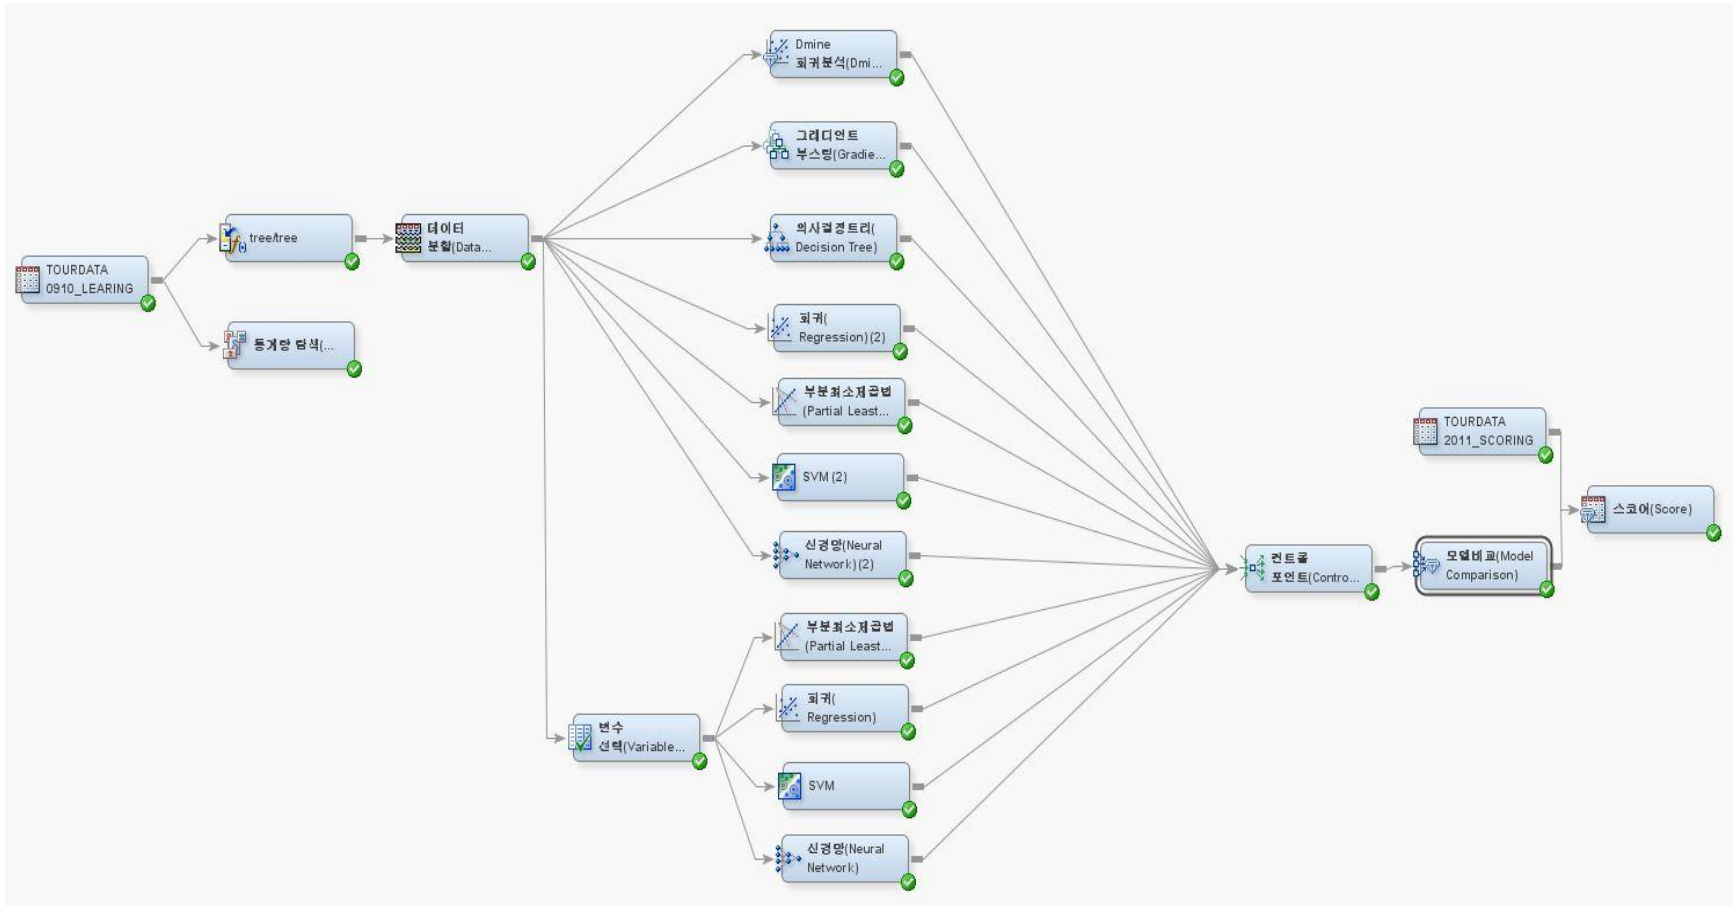 TOURDATA
0910_LEARING
tree/tree
통계량 탐색(...
데이터
분할(Data...
Dmine
회귀분석(Dmi...
그래디언트
부스팅(Gradie...
의사결정트리(
Decision Tree)
회귀(
Regression) (2)
부분최소제곱법
(Partial Least...
SVM (2)
신경망(Neural
Network) (2)
변수
선택(Variable...
부분최소제곱법
(Partial Least...
회귀(
Regression)
SVM
신경망(Neural
Network)
컨트롤
포인트(Contro...
TOURDATA
2011_SCORING
모델비교(Model
Comparison)
스코어(Score)